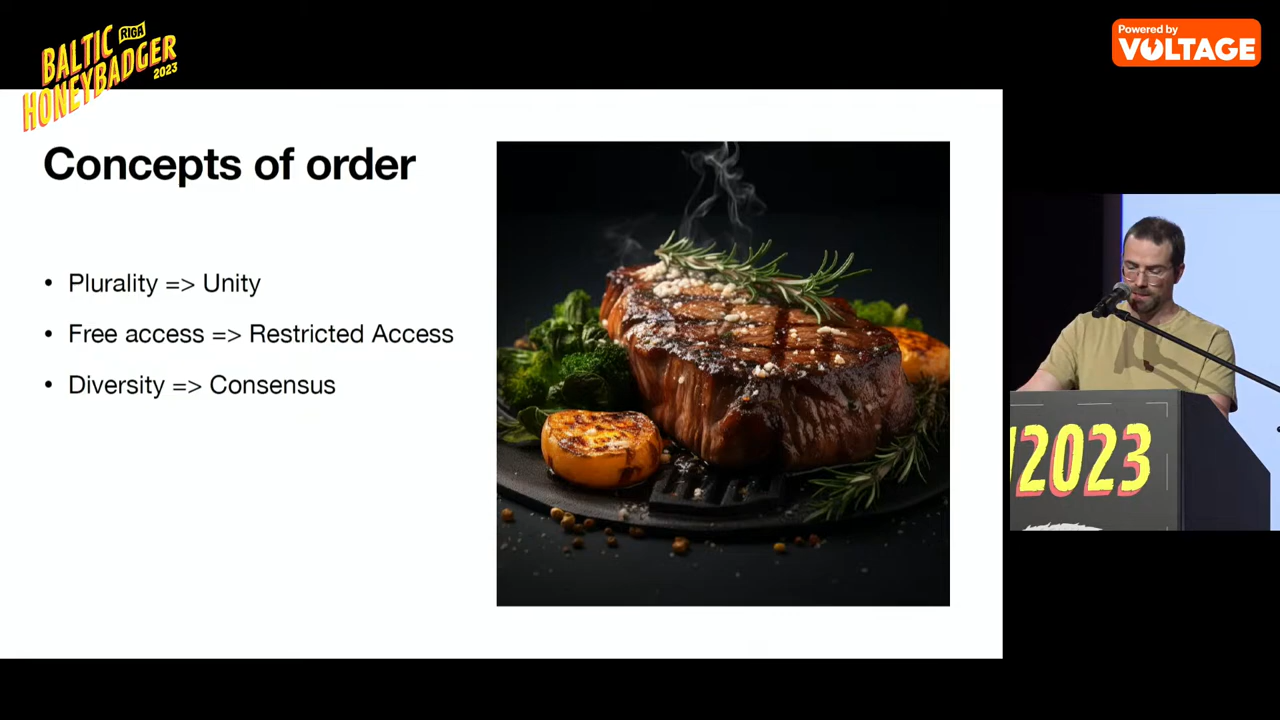 BALTIC
RIGA
HONEYBADGER
2023
Powered by
VOLTAGE
Concepts of order
• Plurality => Unity
• Free access => Restricted Access
• Diversity => Consensus
2023